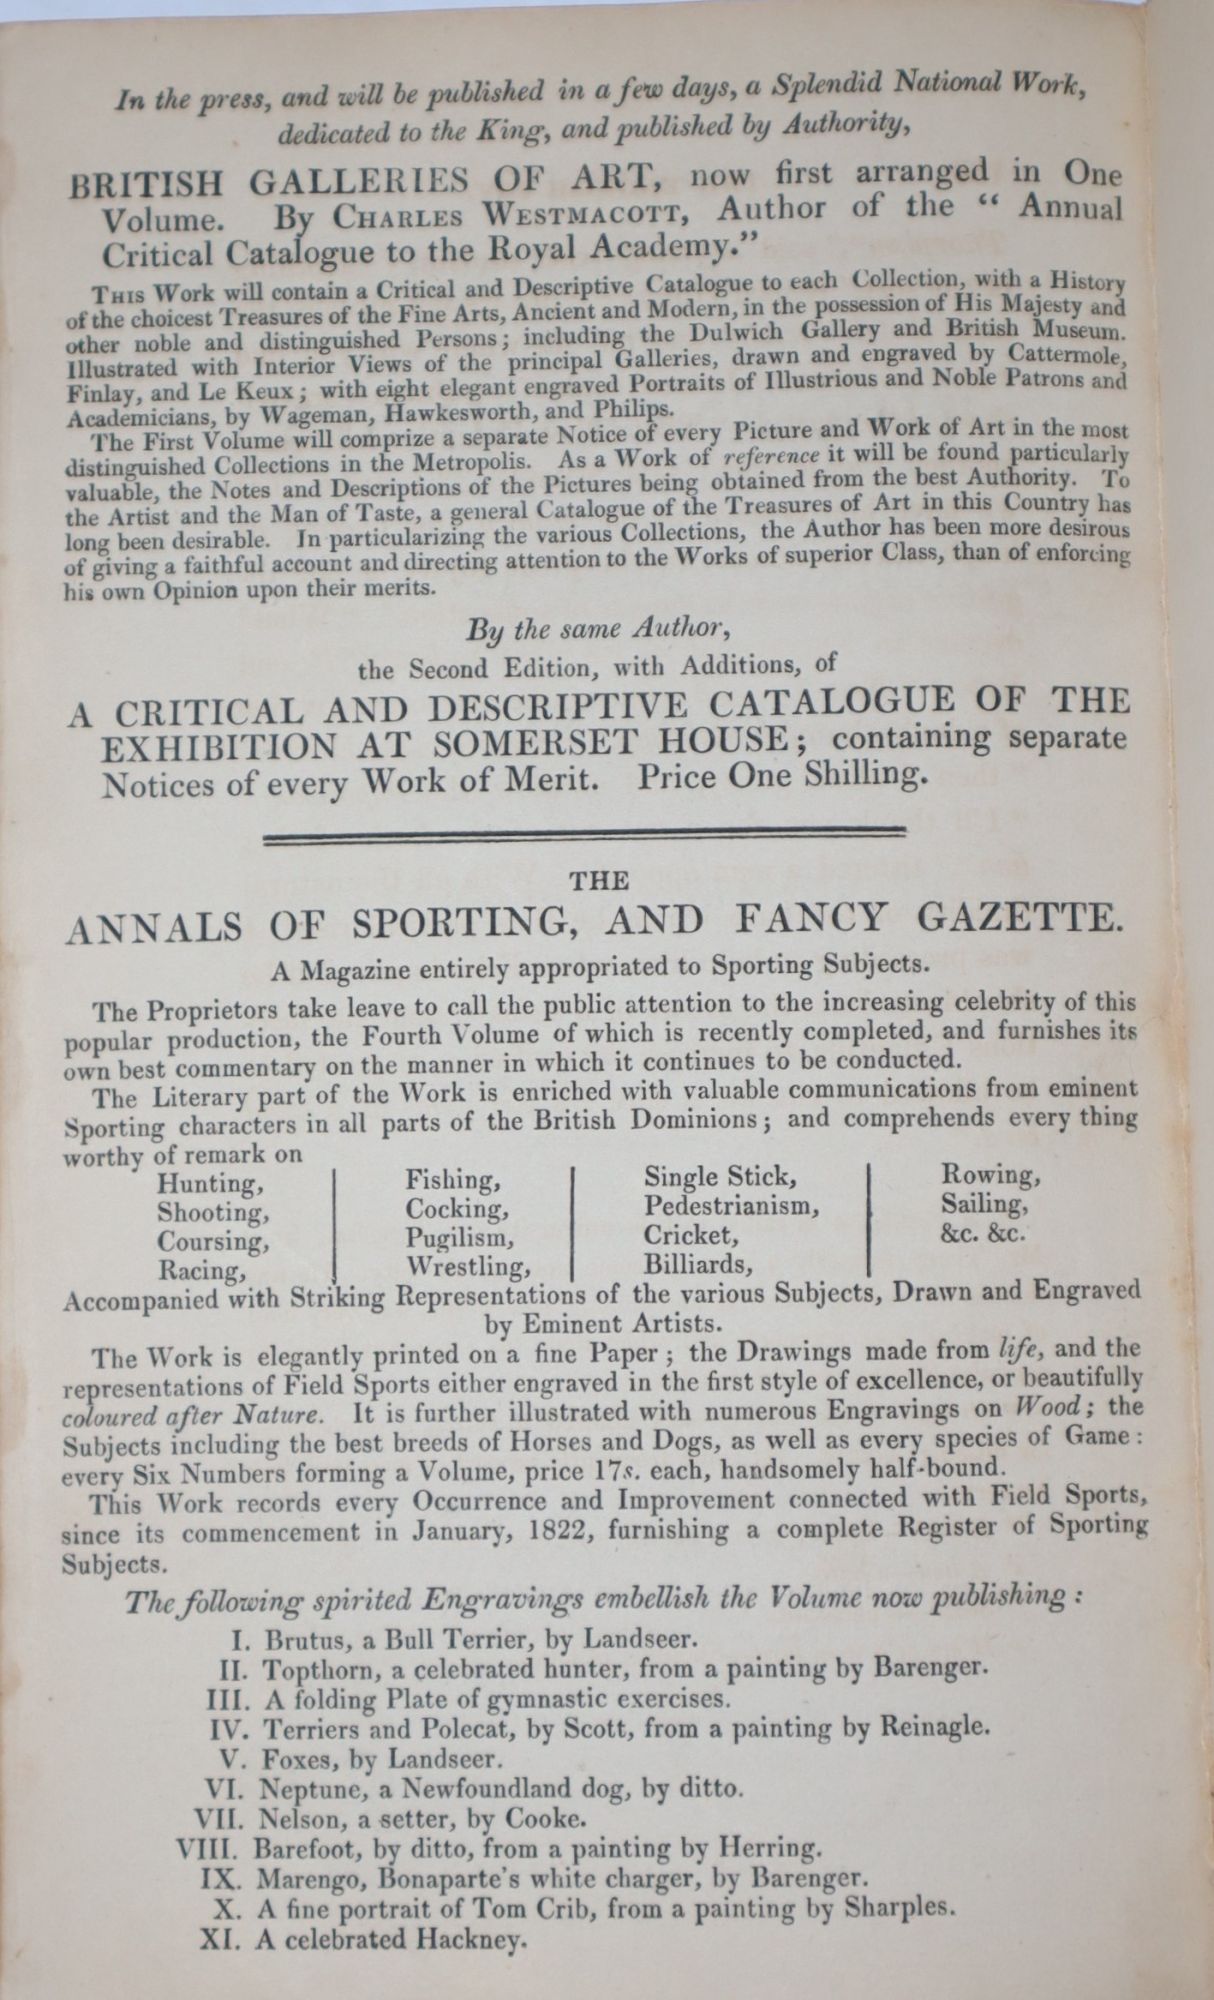 In the press, and will be published in a few days, a Splendid National Work,
dedicated to the King, and published by Authority,
BRITISH GALLERIES OF ART, now first arranged in One
Volume. By CHARLES WESTMACOTT, Author of the “ Annual
Critical Catalogue to the Royal Academy.”
THIS Work will contain a Critical and Descriptive Catalogue to each Collection, with a History
of the choicest Treasures of the Fine Arts, Ancient and Modern, in the possession of His Majesty and
other noble and distinguished Persons; including the Dulwich Gallery and British Museum.
Illustrated with Interior Views of the principal Galleries, drawn and engraved by Cattermole,
Finlay, and Le Keux; with eight elegant engraved Portraits of Illustrious and Noble Patrons and
Academicians, by Wageman, Hawkesworth, and Philips.
The First Volume will comprize a separate Notice of every Picture and Work of Art in the most
distinguished Collections in the Metropolis. As a Work of reference it will be found particularly
valuable, the Notes and Descriptions of the Pictures being obtained from the best Authority. To
the Artist and the Man of Taste, a general Catalogue of the Treasures of Art in this Country has
long been desirable. In particularizing the various Collections, the Author has been more desirous
of giving a faithful account and directing attention to the Works of superior Class, than of enforcing
his own Opinion upon their merits.
By the same Author,
the Second Edition, with Additions, of
A CRITICAL AND DESCRIPTIVE CATALOGUE OF THE
EXHIBITION AT SOMERSET HOUSE; containing separate
Notices of every Work of Merit. Price One Shilling.
THE
ANNALS OF SPORTING, AND FANCY GAZETTE.
A Magazine entirely appropriated to Sporting Subjects.
The Proprietors take leave to call the public attention to the increasing celebrity of this
popular production, the Fourth Volume of which is recently completed, and furnishes its
own best commentary on the manner in which it continues to be conducted.
The Literary part of the Work is enriched with valuable communications from eminent
Sporting characters in all parts of the British Dominions; and comprehends every thing
worthy of remark on
Hunting,
Shooting,
Coursing,
Racing,
Fishing,
Cocking,
Pugilism,
Wrestling,
Single Stick,
Pedestrianism,
Cricket,
Billiards,
Rowing,
Sailing,
&c. &c.
Accompanied with Striking Representations of the various Subjects, Drawn and Engraved
by Eminent Artists.
The Work is elegantly printed on a fine Paper; the Drawings made from life, and the
representations of Field Sports either engraved in the first style of excellence, or beautifully
coloured after Nature. It is further illustrated with numerous Engravings on Wood; the
Subjects including the best breeds of Horses and Dogs, as well as every species of Game:
every Six Numbers forming a Volume, price 17s. each, handsomely half-bound.
This Work records every Occurrence and Improvement connected with Field Sports,
since its commencement in January, 1822, furnishing a complete Register of Sporting
Subjects.
The following spirited Engravings embellish the Volume now publishing:
I. Brutus, a Bull Terrier, by Landseer.
II. Topthorn, a celebrated hunter, from a painting by Barenger.
III. A folding Plate of gymnastic exercises.
IV. Terriers and Polecat, by Scott, from a painting by Reinagle.
V. Foxes, by Landseer.
VI. Neptune, a Newfoundland dog, by ditto.
VII. Nelson, a setter, by Cooke.
VIII. Barefoot, by ditto, from a painting by Herring.
IX. Marengo, Bonaparte's white charger, by Barenger.
X. A fine portrait of Tom Crib, from a painting by Sharples.
XI. A celebrated Hackney.